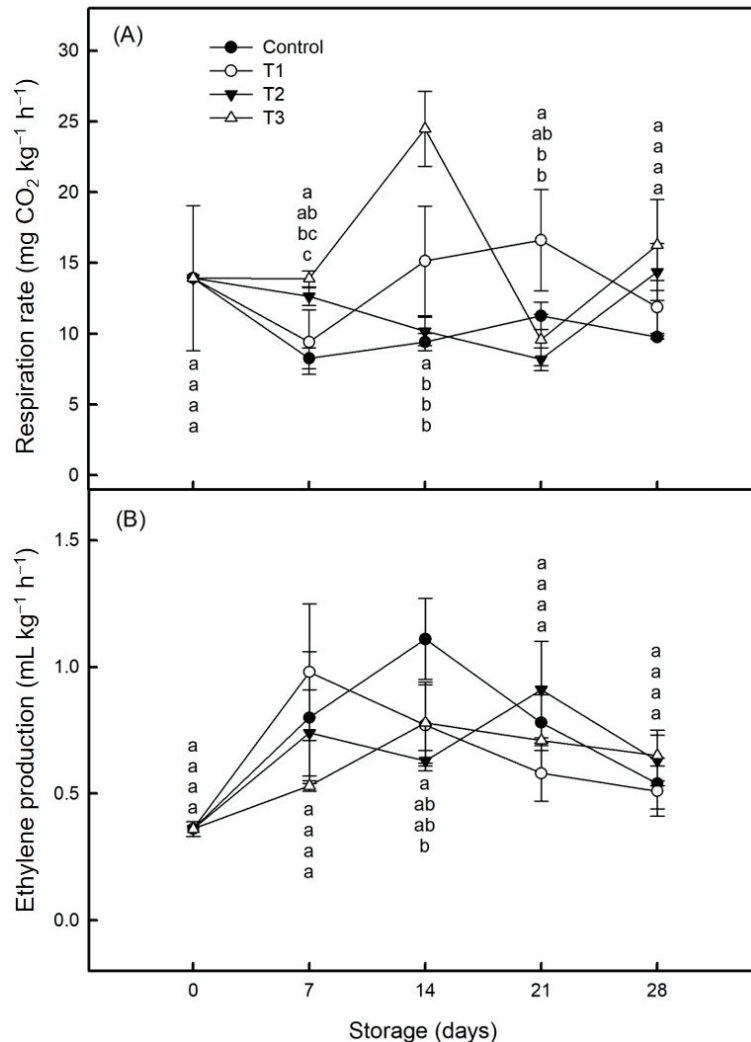 (A)
Control
T1
T2
T3
Respiration rate (mg CO₂ kg⁻¹ h⁻¹)
30
25
20
15
10
5
0
a
a
a
a
a
ab
bc
c
a
b
b
b
a
ab
b
b
a
a
a
a
(B)
Ethylene production (mL kg⁻¹ h⁻¹)
1.5
1.0
0.5
0.0
a
a
a
a
a
a
a
a
a
ab
ab
b
a
a
a
a
a
a
a
a
0 7 14 21 28
Storage (days)